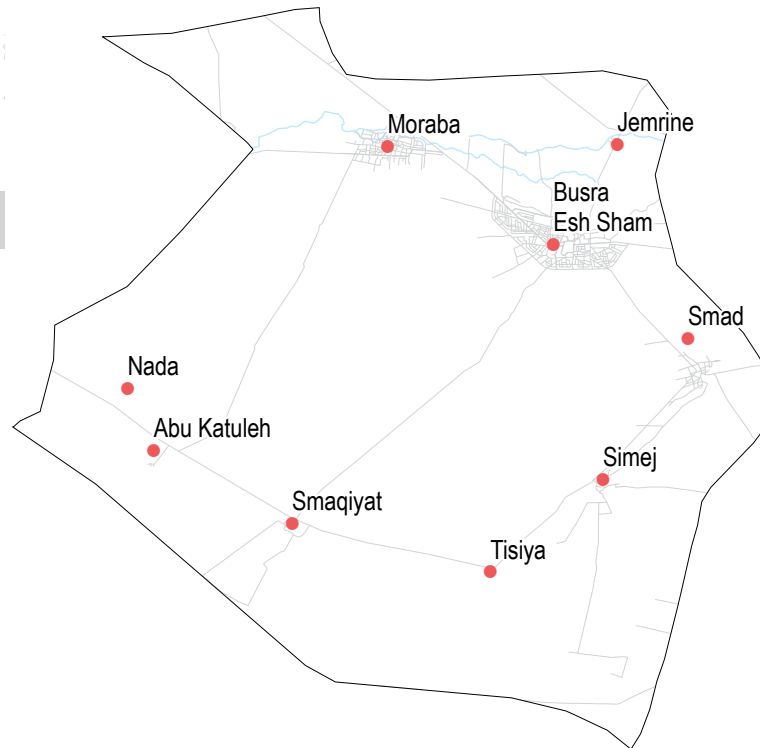 Moraba
Jemrine
Busra
Esh Sham
Smad
Nada
Abu Katuleh
Simej
Smaqiyat
Tisiya